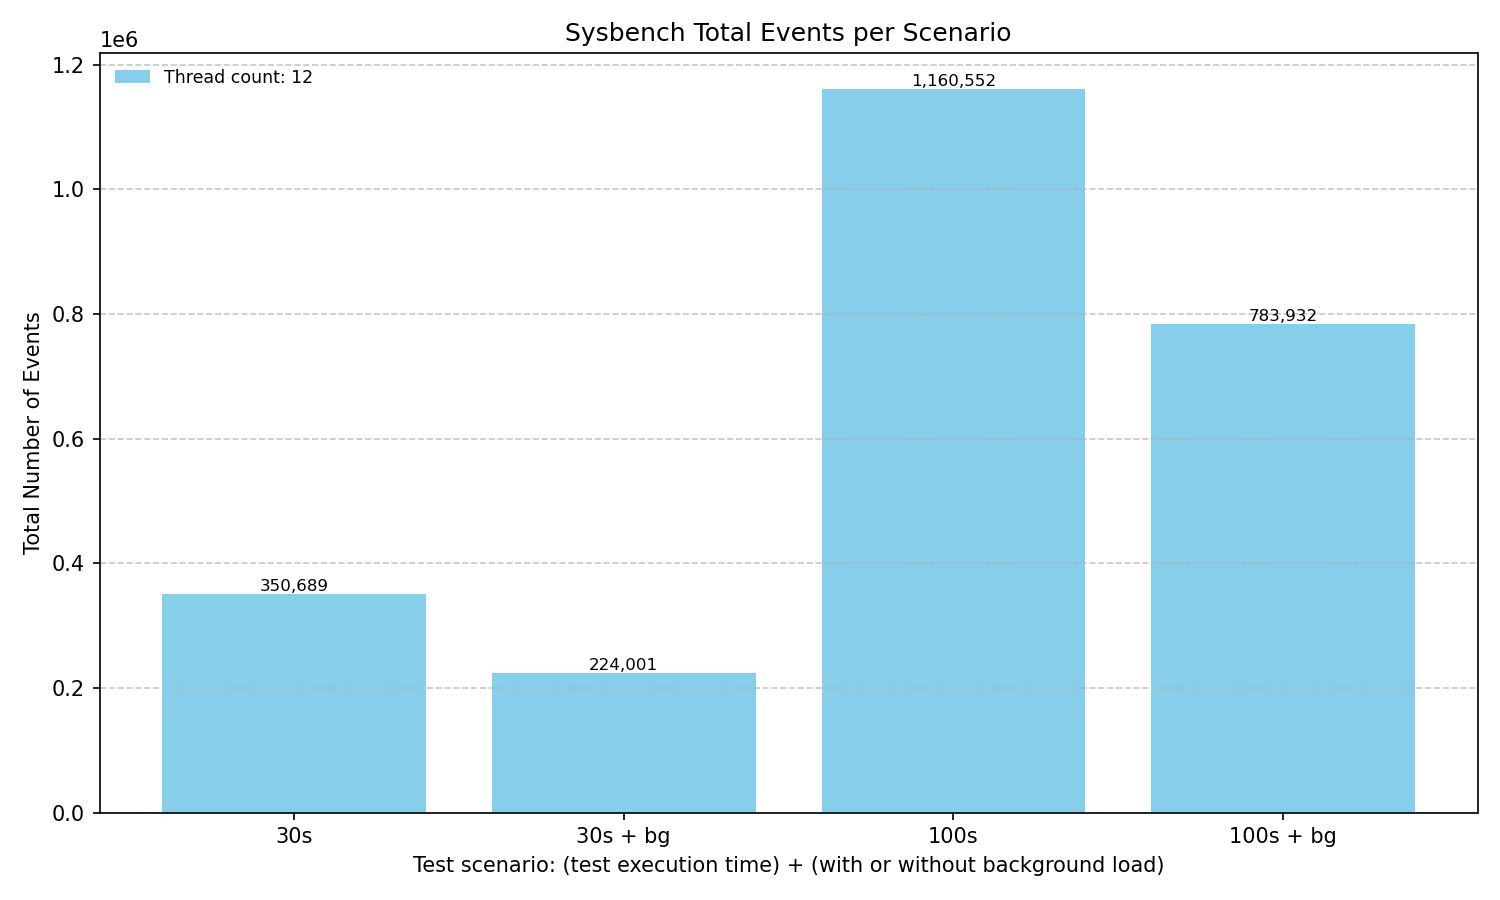 Sysbench Total Events per Scenario
1e6
Thread count: 12
1.2
1.0
0.8
0.6
0.4
0.2
0.0
Total Number of Events
350,689
224,001
1,160,552
783,932
30s
30s + bg
100s
100s + bg
Test scenario: (test execution time) + (with or without background load)